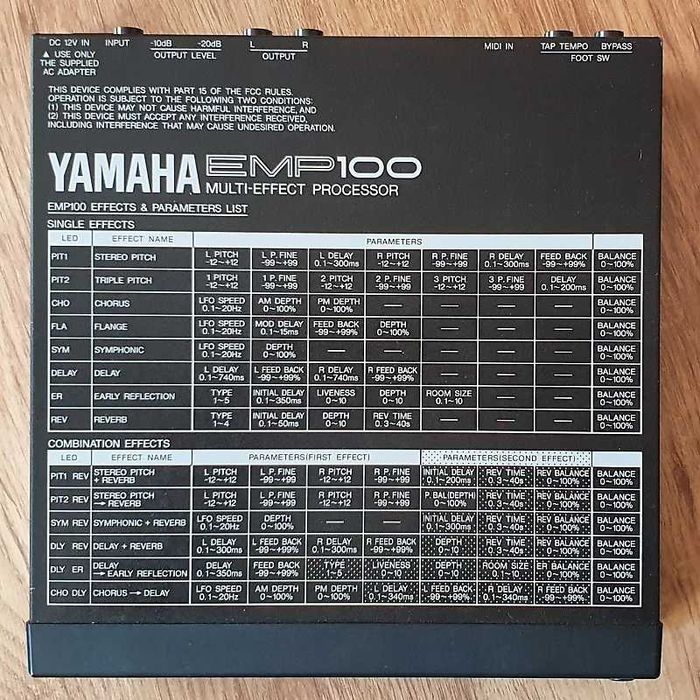 DC 12V IN INPUT -10dB -20dB L R MIDI IN TAP TEMPO BYPASS
▲ USE ONLY OUTPUT LEVEL OUTPUT FOOT SW
THE SUPPLIED
AC ADAPTER
THIS DEVICE COMPLIES WITH PART 15 OF THE FCC RULES.
OPERATION IS SUBJECT TO THE FOLLOWING TWO CONDITIONS:
(1) THIS DEVICE MAY NOT CAUSE HARMFUL INTERFERENCE, AND
(2) THIS DEVICE MUST ACCEPT ANY INTERFERENCE RECEIVED,
INCLUDING INTERFERENCE THAT MAY CAUSE UNDESIRED OPERATION.
YAMAHA EMP100
MULTI-EFFECT PROCESSOR
EMP100 EFFECTS & PARAMETERS LIST
SINGLE EFFECTS
LED EFFECT NAME PARAMETERS
PIT1 STEREO PITCH L PITCH L P. FINE L DELAY R PITCH R P. FINE R DELAY FEED BACK BALANCE
-12~+12 -99~+99 0.1~300ms -12~+12 -99~+99 0.1~300ms -99~+99% 0~100%
PIT2 TRIPLE PITCH 1 PITCH 1 P. FINE 2 PITCH 2 P. FINE 3 PITCH 3 P. FINE DELAY BALANCE
-12~+12 -99~+99 -12~+12 -99~+99 -12~+12 -99~+99 0.1~200ms 0~100%
CHO CHORUS LFO SPEED AM DEPTH PM DEPTH — — — — BALANCE
0.1~20Hz 0~100% 0~100% 0~100%
FLA FLANGE LFO SPEED MOD DELAY FEED BACK DEPTH — — — BALANCE
0.1~20Hz 0.1~15ms -99~+99% 0~100% 0~100%
SYM SYMPHONIC LFO SPEED DEPTH — — — — — BALANCE
0.1~20Hz 0~100% 0~100%
DELAY DELAY L DELAY L FEED BACK R DELAY R FEED BACK — — — BALANCE
0.1~740ms -99~+99% 0.1~740ms -99~+99% 0~100%
ER EARLY REFLECTION TYPE INITIAL DELAY LIVENESS DEPTH ROOM SIZE — — BALANCE
1~5 0.1~350ms 0~10 0~10 0.1~10 0~100%
REV REVERB TYPE INITIAL DELAY DEPTH REV TIME — — — BALANCE
1~4 0.1~50ms 0~10 0.3~40s 0~100%
COMBINATION EFFECTS
LED EFFECT NAME PARAMETERS(FIRST EFFECT) PARAMETERS(SECOND EFFECT)
PIT1 REV STEREO PITCH L PITCH L P. FINE R PITCH R P. FINE INITIAL DELAY REV TIME REV BALANCE BALANCE
+ REVERB -12~+12 -99~+99 -12~+12 -99~+99 0.1~200ms 0.3~40s 0~100% 0~100%
PIT2 REV STEREO PITCH L PITCH L P. FINE R PITCH R P. FINE P. BAL(DEPTH) REV TIME REV BALANCE BALANCE
→ REVERB -12~+12 -99~+99 -12~+12 -99~+99 0~100% 0.3~40s 0~100% 0~100%
SYM REV SYMPHONIC + REVERB LFO SPEED DEPTH — — INITIAL DELAY REV TIME REV BALANCE BALANCE
0.1~20Hz 0~100% 0.1~300ms 0.3~40s 0~100% 0~100%
DLY REV DELAY + REVERB L DELAY L FEED BACK R DELAY R FEED BACK DEPTH REV TIME REV BALANCE BALANCE
0.1~300ms -99~+99% 0.1~300ms -99~+99% 0~10 0.3~40s 0~100% 0~100%
DLY ER DELAY DELAY FEED BACK TYPE LIVENESS DEPTH ROOM SIZE ER BALANCE BALANCE
→ EARLY REFLECTION 0.1~350ms -99~+99% 1~5 0~10 0~10 0.1~10 0~100% 0~100%
CHO DLY CHORUS → DELAY LFO SPEED AM DEPTH PM DEPTH L DELAY L FEED BACK R DELAY R FEED BACK BALANCE
0.1~20Hz 0~100% 0~100% 0.1~340ms -99~+99% 0.1~340ms -99~+99% 0~100%